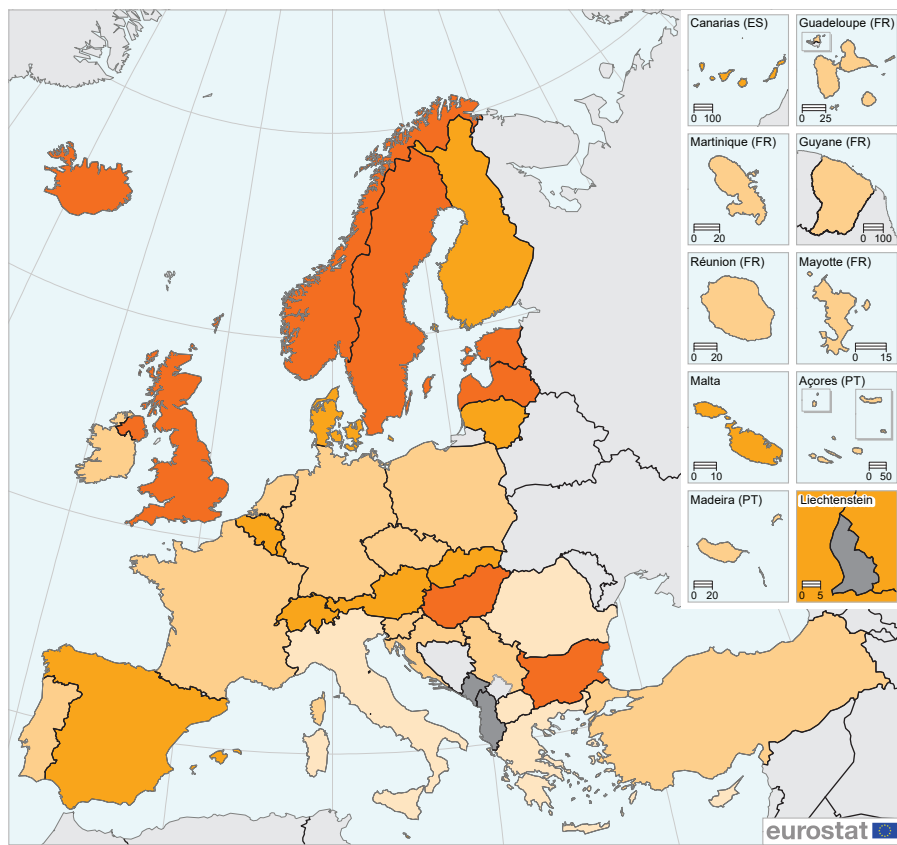 Canarias (ES)
0 100
Guadeloupe (FR)
0 25
Martinique (FR)
0 20
Guyane (FR)
0 100
Réunion (FR)
0 20
Mayotte (FR)
0 15
Malta
0 10
Açores (PT)
0 50
Madeira (PT)
0 20
Liechtenstein
0 5
eurostat